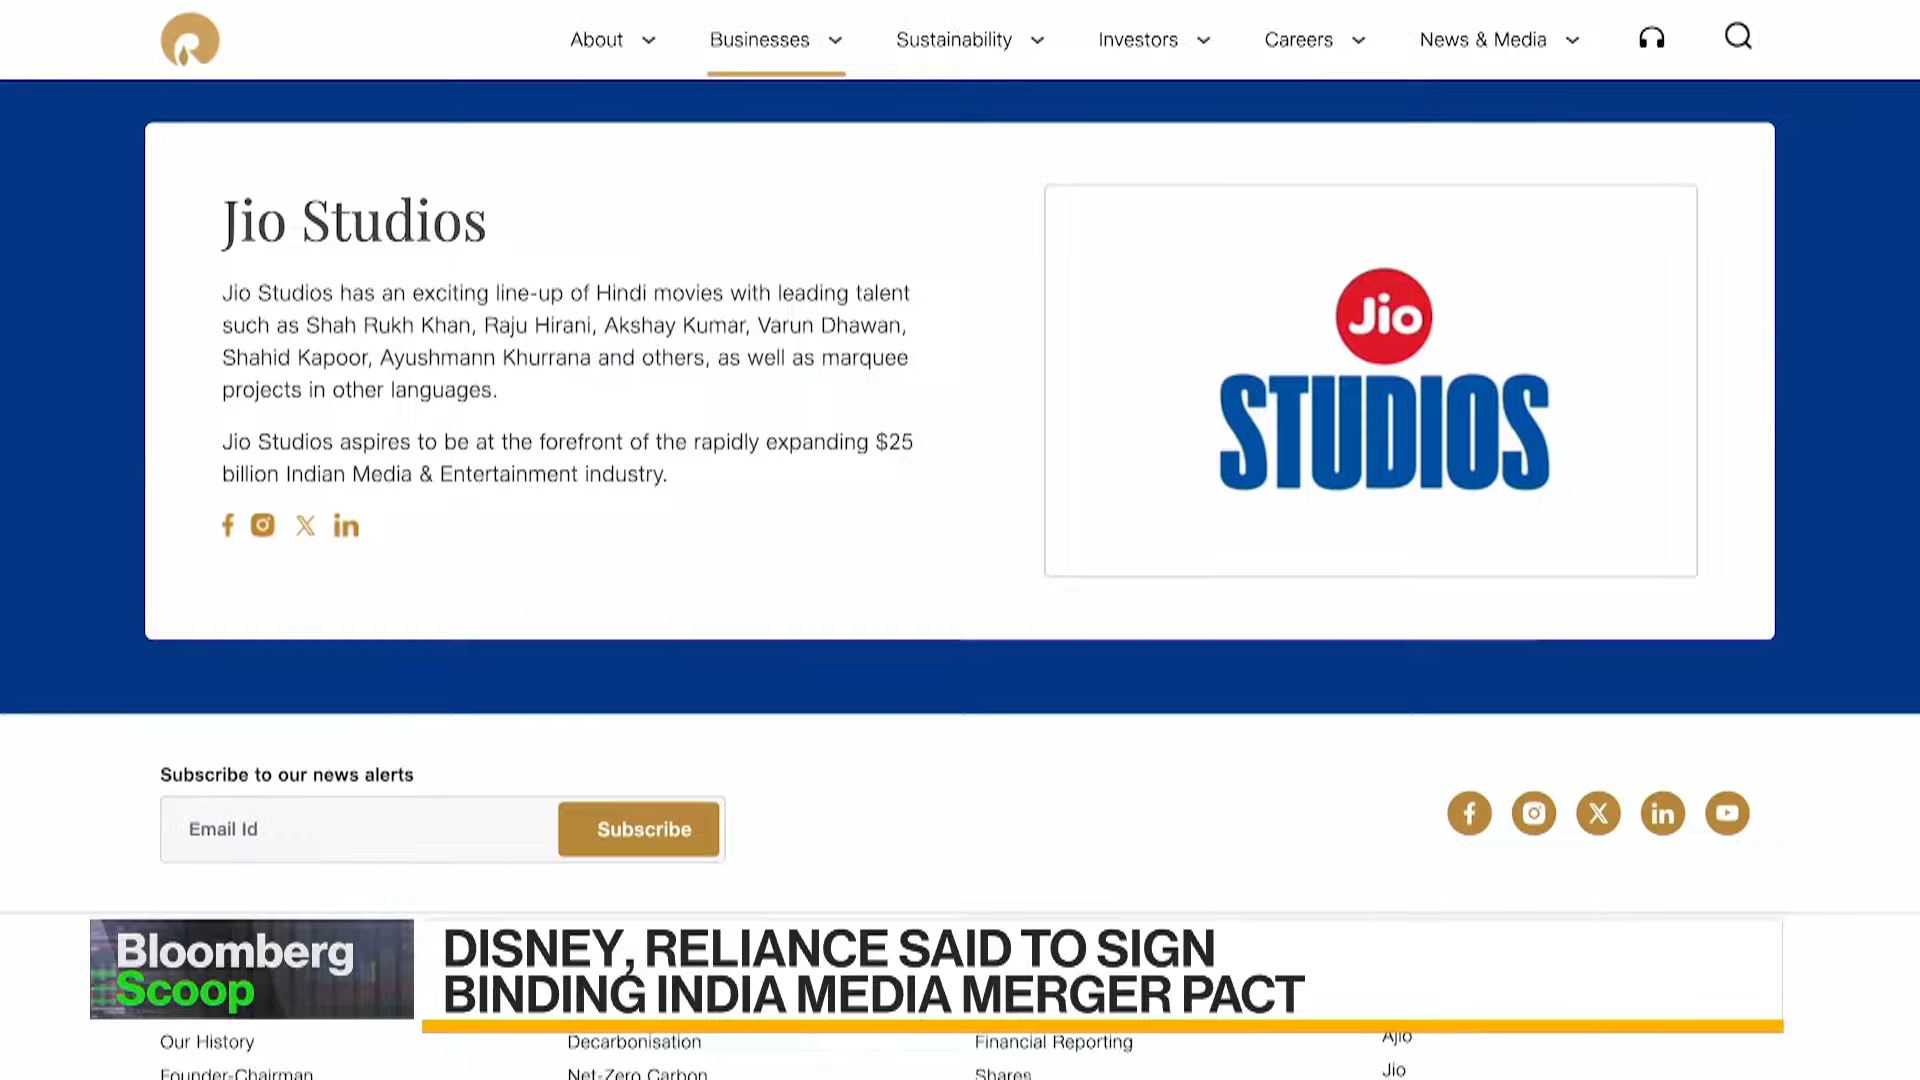 About
Businesses
Sustainability
Investors
Careers
News & Media
Jio Studios
Jio Studios has an exciting line-up of Hindi movies with leading talent
such as Shah Rukh Khan, Raju Hirani, Akshay Kumar, Varun Dhawan,
Shahid Kapoor, Ayushmann Khurrana and others, as well as marquee
projects in other languages.
Jio Studios aspires to be at the forefront of the rapidly expanding $25
billion Indian Media & Entertainment industry.
Jio
STUDIOS
Subscribe to our news alerts
Email Id
Subscribe
Bloomberg
Scoop
DISNEY, RELIANCE SAID TO SIGN
BINDING INDIA MEDIA MERGER PACT
Our History
Decarbonisation
Financial Reporting
Ajio
Founder-Chairman
Net-Zero Carbon
Shares
Jio